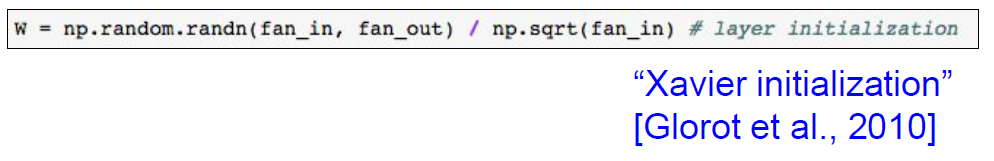 W = np.random.randn(fan_in, fan_out) / np.sqrt(fan_in) # layer initialization
“Xavier initialization”
[Glorot et al., 2010]